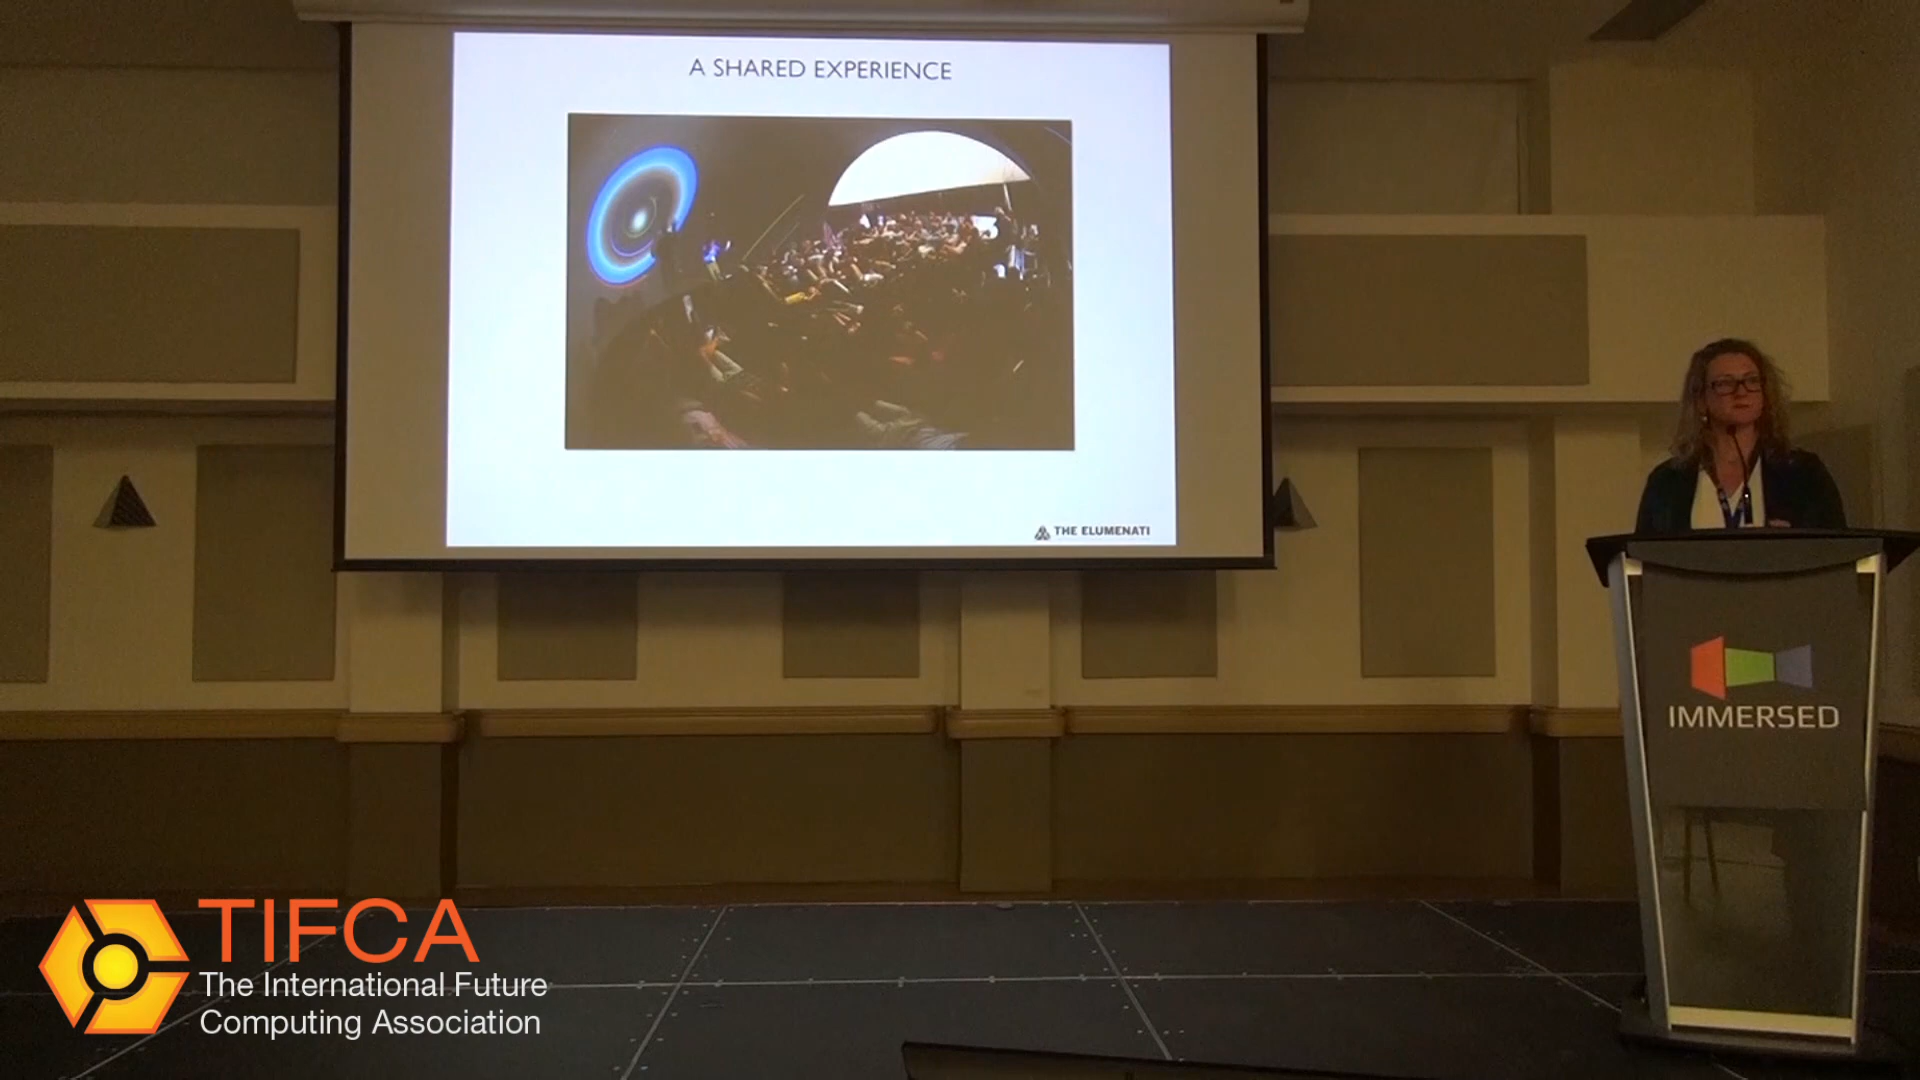 A SHARED EXPERIENCE
THE ELUMENATI
IMMERSED
TIFCA
The International Future
Computing Association